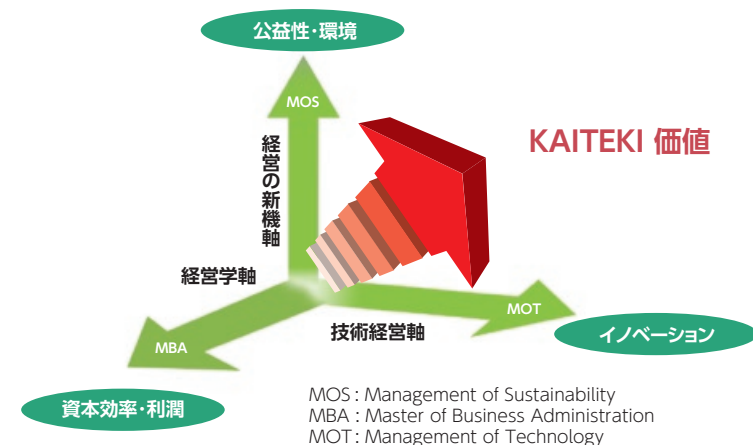 公益性・環境
MOS
経営の新機軸
KAITEKI 価値
経営学軸
MBA
資本効率・利潤
技術経営軸
MOT
イノベーション
MOS : Management of Sustainability
MBA : Master of Business Administration
MOT : Management of Technology